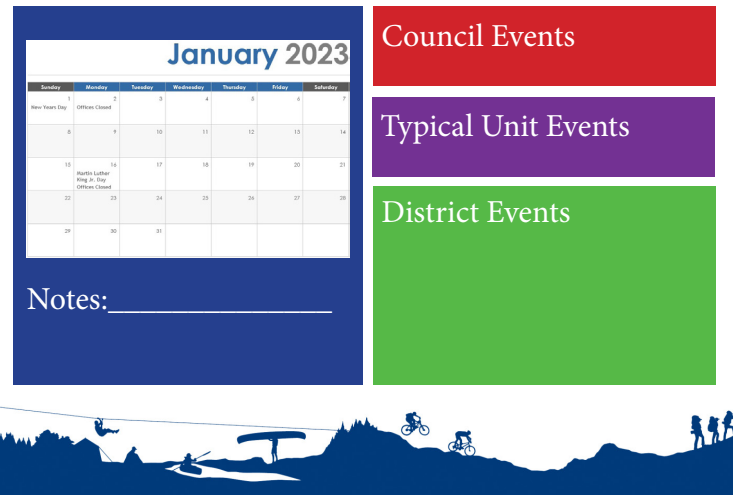 January 2023
Sunday Monday Tuesday Wednesday Thursday Friday Saturday
1 2 3 4 5 6 7
New Years Day Offices Closed
8 9 10 11 12 13 14
15 16 17 18 19 20 21
Martin Luther
King Jr. Day
Offices Closed
22 23 24 25 26 27 28
29 30 31
Notes:_________________
Council Events
Typical Unit Events
District Events